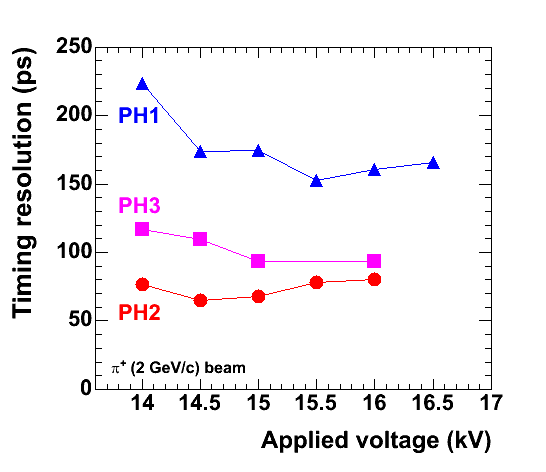 250
200
150
100
50
0
Timing resolution (ps)
PH1
PH3
PH2
π+ (2 GeV/c) beam
14 14.5 15 15.5 16 16.5 17
Applied voltage (kV)